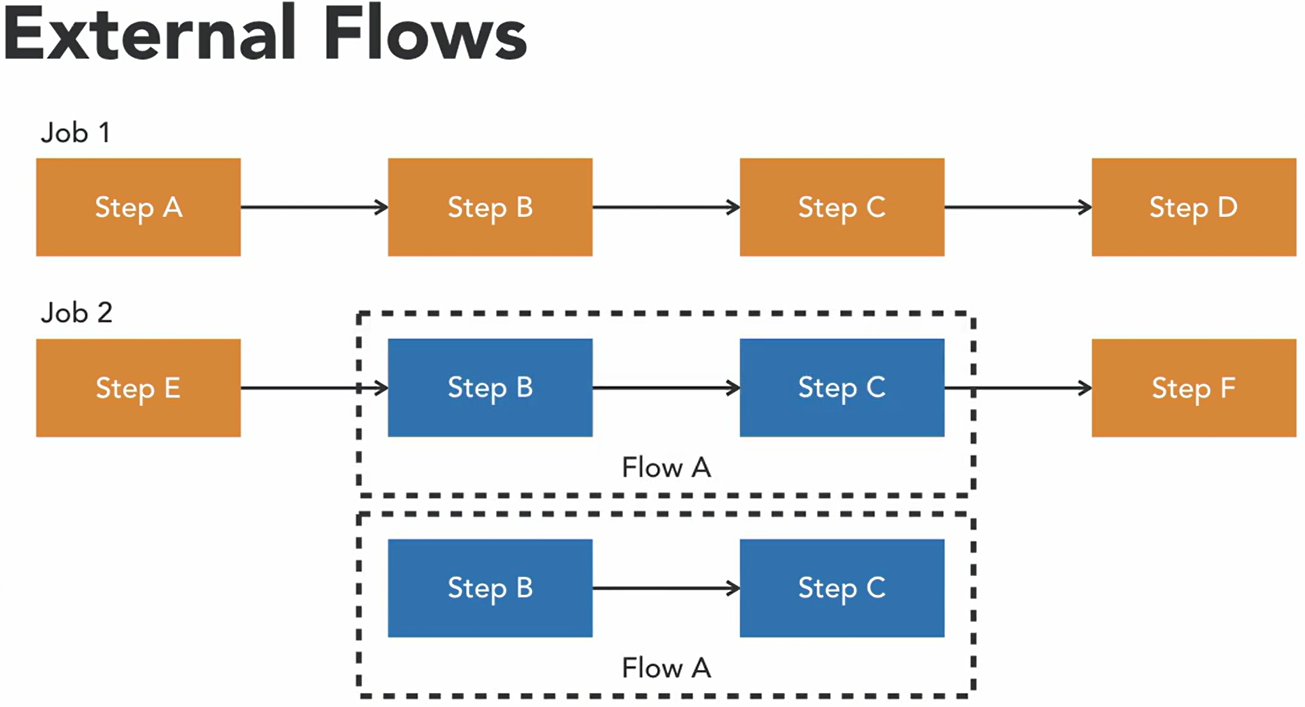 External Flows
Job 1
Step A
Step B
Step C
Step D
Job 2
Step E
Step B
Step C
Step F
Flow A
Step B
Step C
Flow A